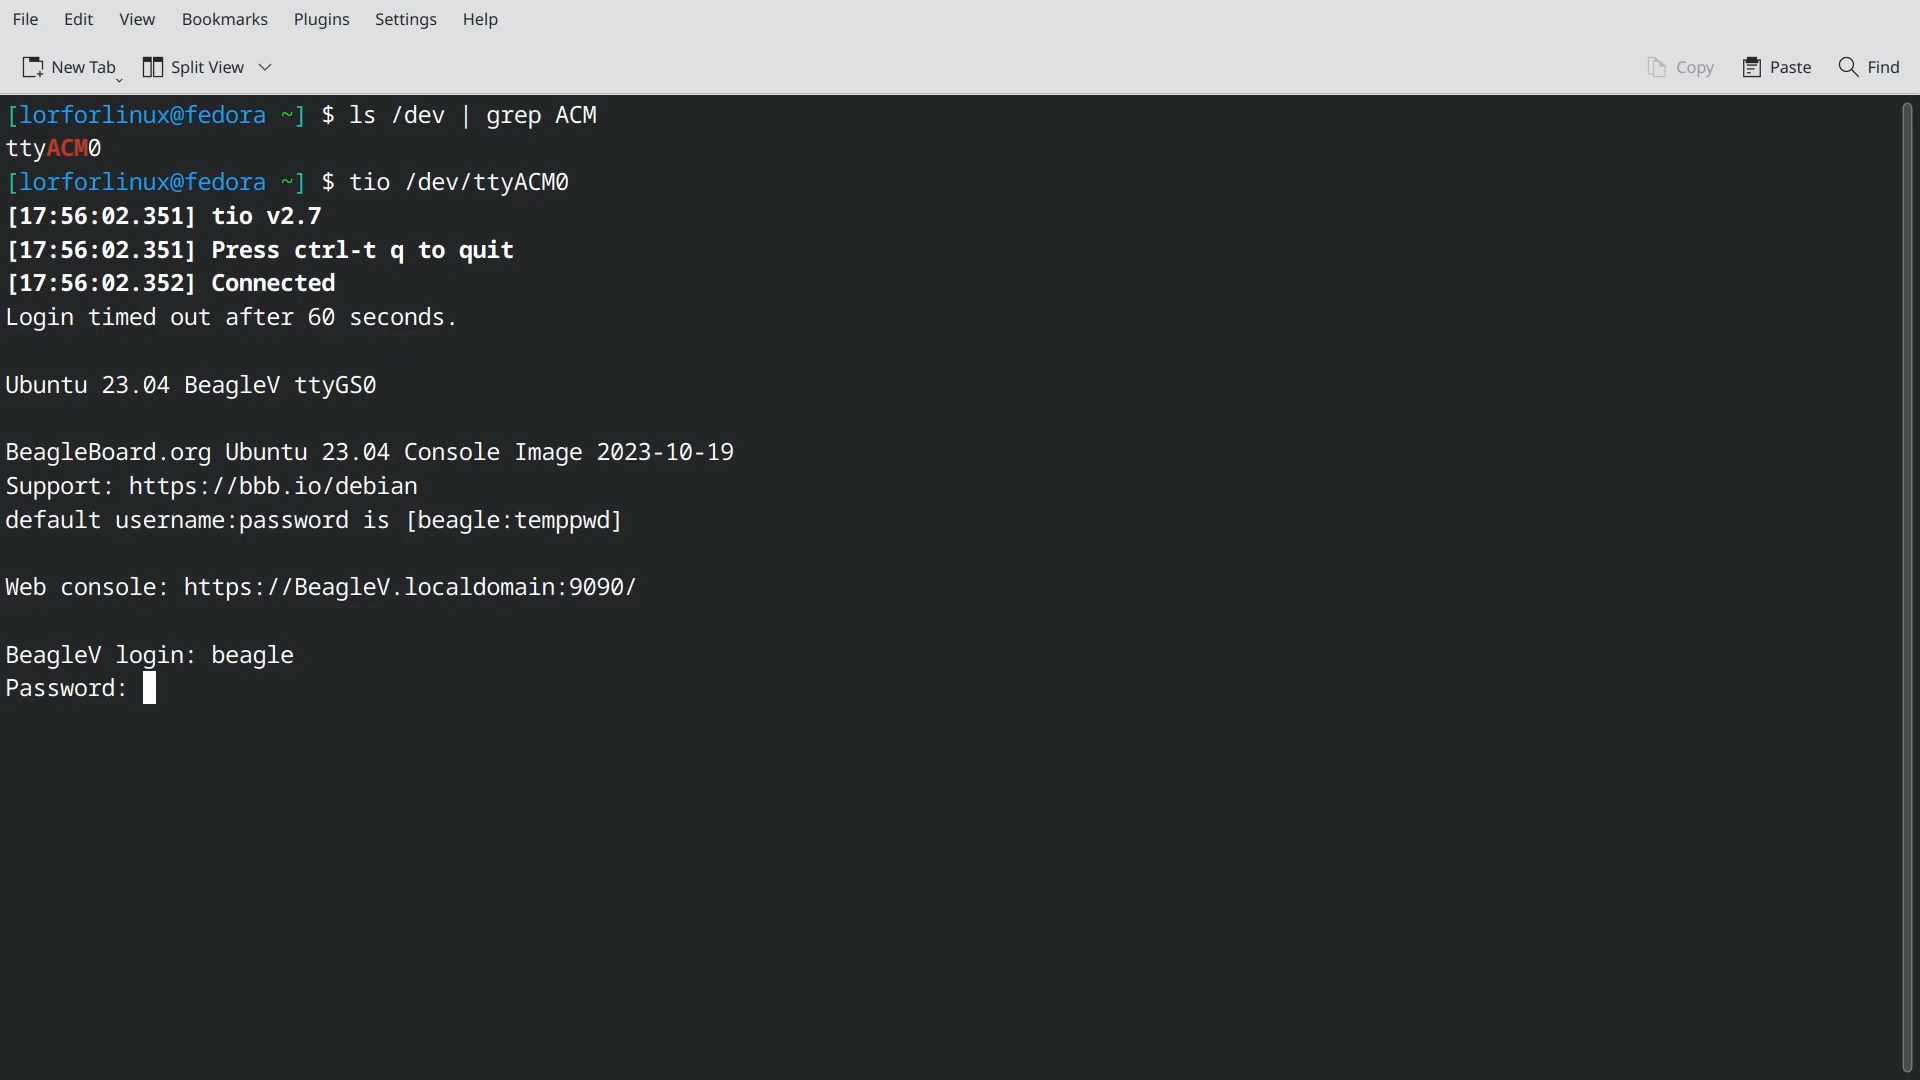 File Edit View Bookmarks Plugins Settings Help
New Tab Split View Copy Paste Find
[lorforlinux@fedora ~] $ ls /dev | grep ACM
ttyACM0
[lorforlinux@fedora ~] $ tio /dev/ttyACM0
[17:56:02.351] tio v2.7
[17:56:02.351] Press ctrl-t q to quit
[17:56:02.352] Connected
Login timed out after 60 seconds.
Ubuntu 23.04 BeagleV ttyGS0
BeagleBoard.org Ubuntu 23.04 Console Image 2023-10-19
Support: https://bbb.io/debian
default username:password is [beagle:temppwd]
Web console: https://BeagleV.localdomain:9090/
BeagleV login: beagle
Password: